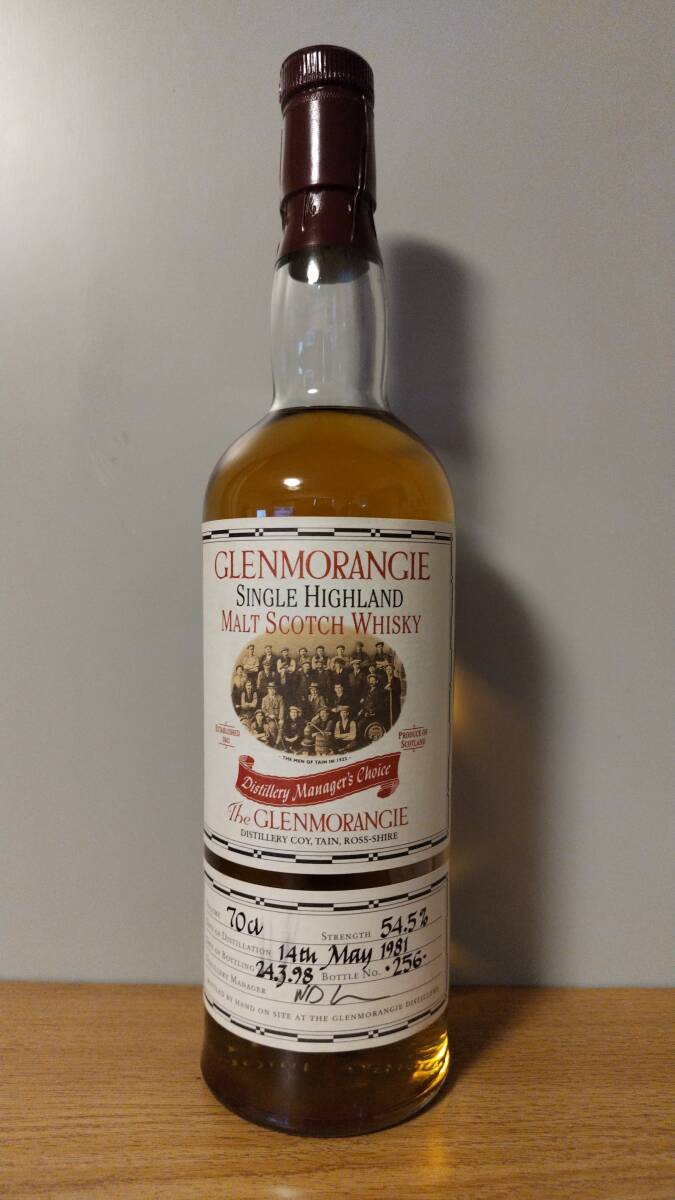 GLENMORANGIE
SINGLE HIGHLAND
MALT SCOTCH WHISKY
ESTABLISHED
1843
PRODUCE OF
SCOTLAND
· THE MEN OF TAIN IN 1925 ·
Distillery Manager's Choice
The GLENMORANGIE
DISTILLERY COY, TAIN, ROSS-SHIRE
70cl STRENGTH 54.5%
OF DISTILLATION 14th May 1981
OF BOTTLING 24.3.98 BOTTLE NO. ·256·
MANAGER
BY HAND ON SITE AT THE GLENMORANGIE